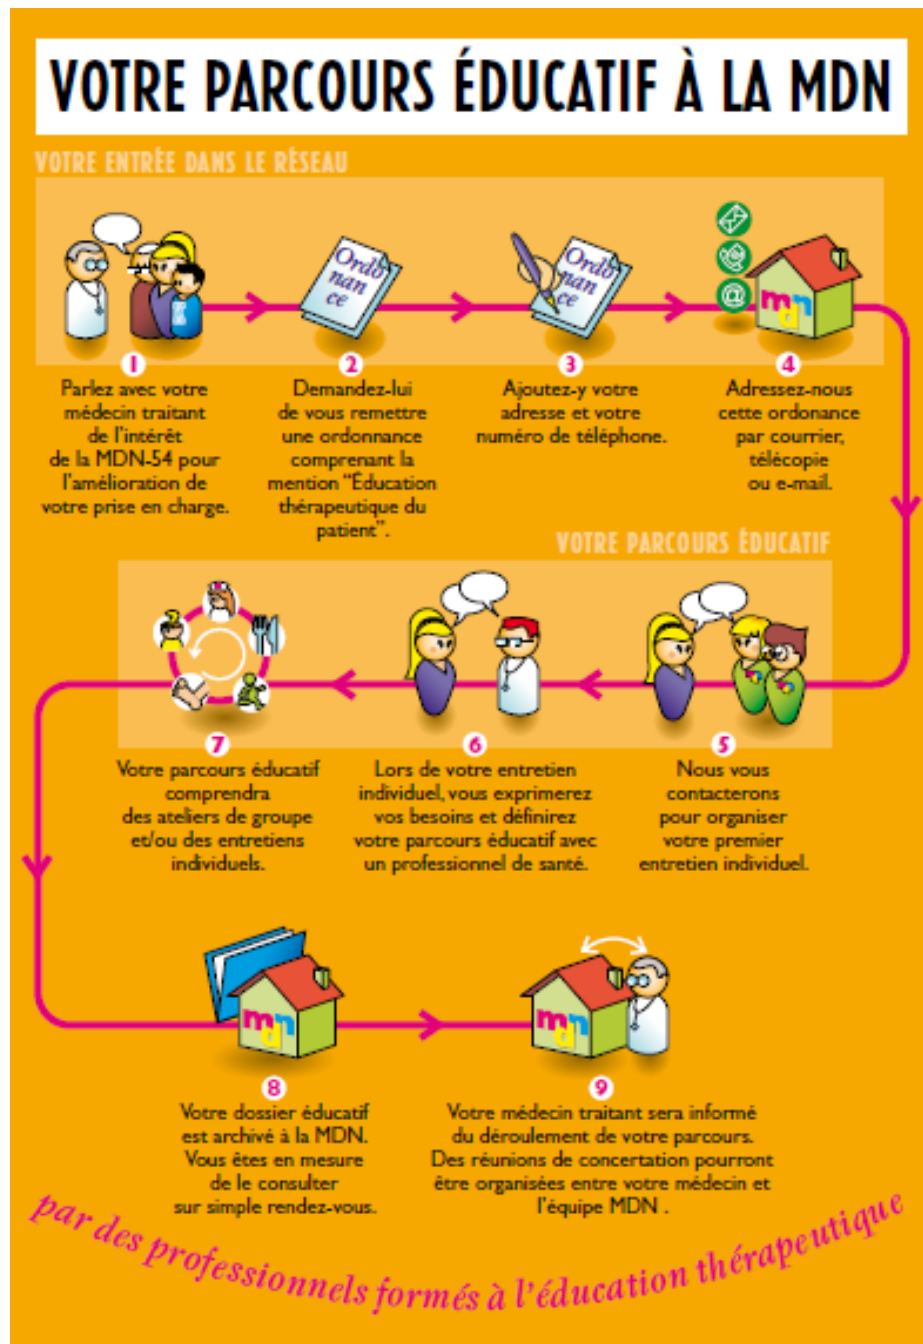 VOTRE PARCOURS ÉDUCATIF À LA MDN
VOTRE ENTRÉE DANS LE RÉSEAU
Ordo
nan
ce
Ordo
nan
ce
@
mdn
1
Parlez avec votre
médecin traitant
de l'intérêt
de la MDN-54 pour
l'amélioration de
votre prise en charge.
2
Demandez-lui
de vous remettre
une ordonnance
comprenant la
mention "Éducation
thérapeutique du
patient".
3
Ajoutez-y votre
adresse et votre
numéro de téléphone.
4
Adressez-nous
cette ordonance
par courrier,
télécopie
ou e-mail.
VOTRE PARCOURS ÉDUCATIF
7
Votre parcours éducatif
comprendra
des ateliers de groupe
et/ou des entretiens
individuels.
6
Lors de votre entretien
individuel, vous exprimerez
vos besoins et définirez
votre parcours éducatif avec
un professionnel de santé.
5
Nous vous
contacterons
pour organiser
votre premier
entretien individuel.
mdn
mdn
8
Votre dossier éducatif
est archivé à la MDN.
Vous êtes en mesure
de le consulter
sur simple rendez-vous.
9
Votre médecin traitant sera informé
du déroulement de votre parcours.
Des réunions de concertation pourront
être organisées entre votre médecin et
l'équipe MDN .
par des professionnels formés à l'éducation thérapeutique